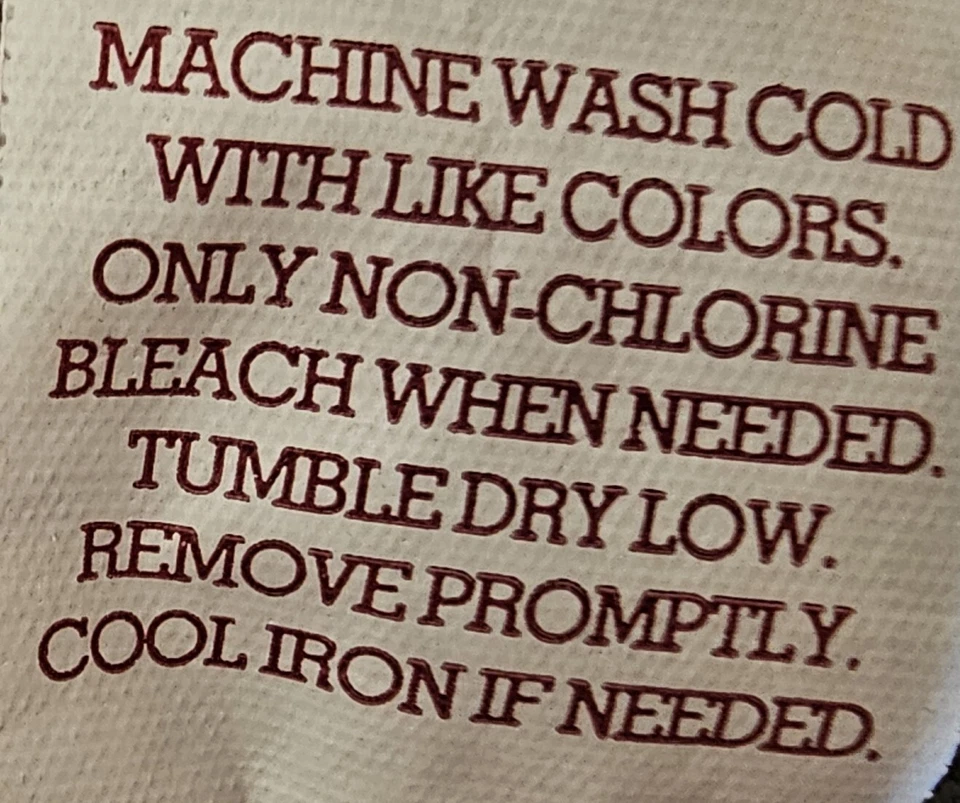 MACHINE WASH COLD
WITH LIKE COLORS.
ONLY NON-CHLORINE
BLEACH WHEN NEEDED.
TUMBLE DRY LOW.
REMOVE PROMPTLY.
COOL IRON IF NEEDED.